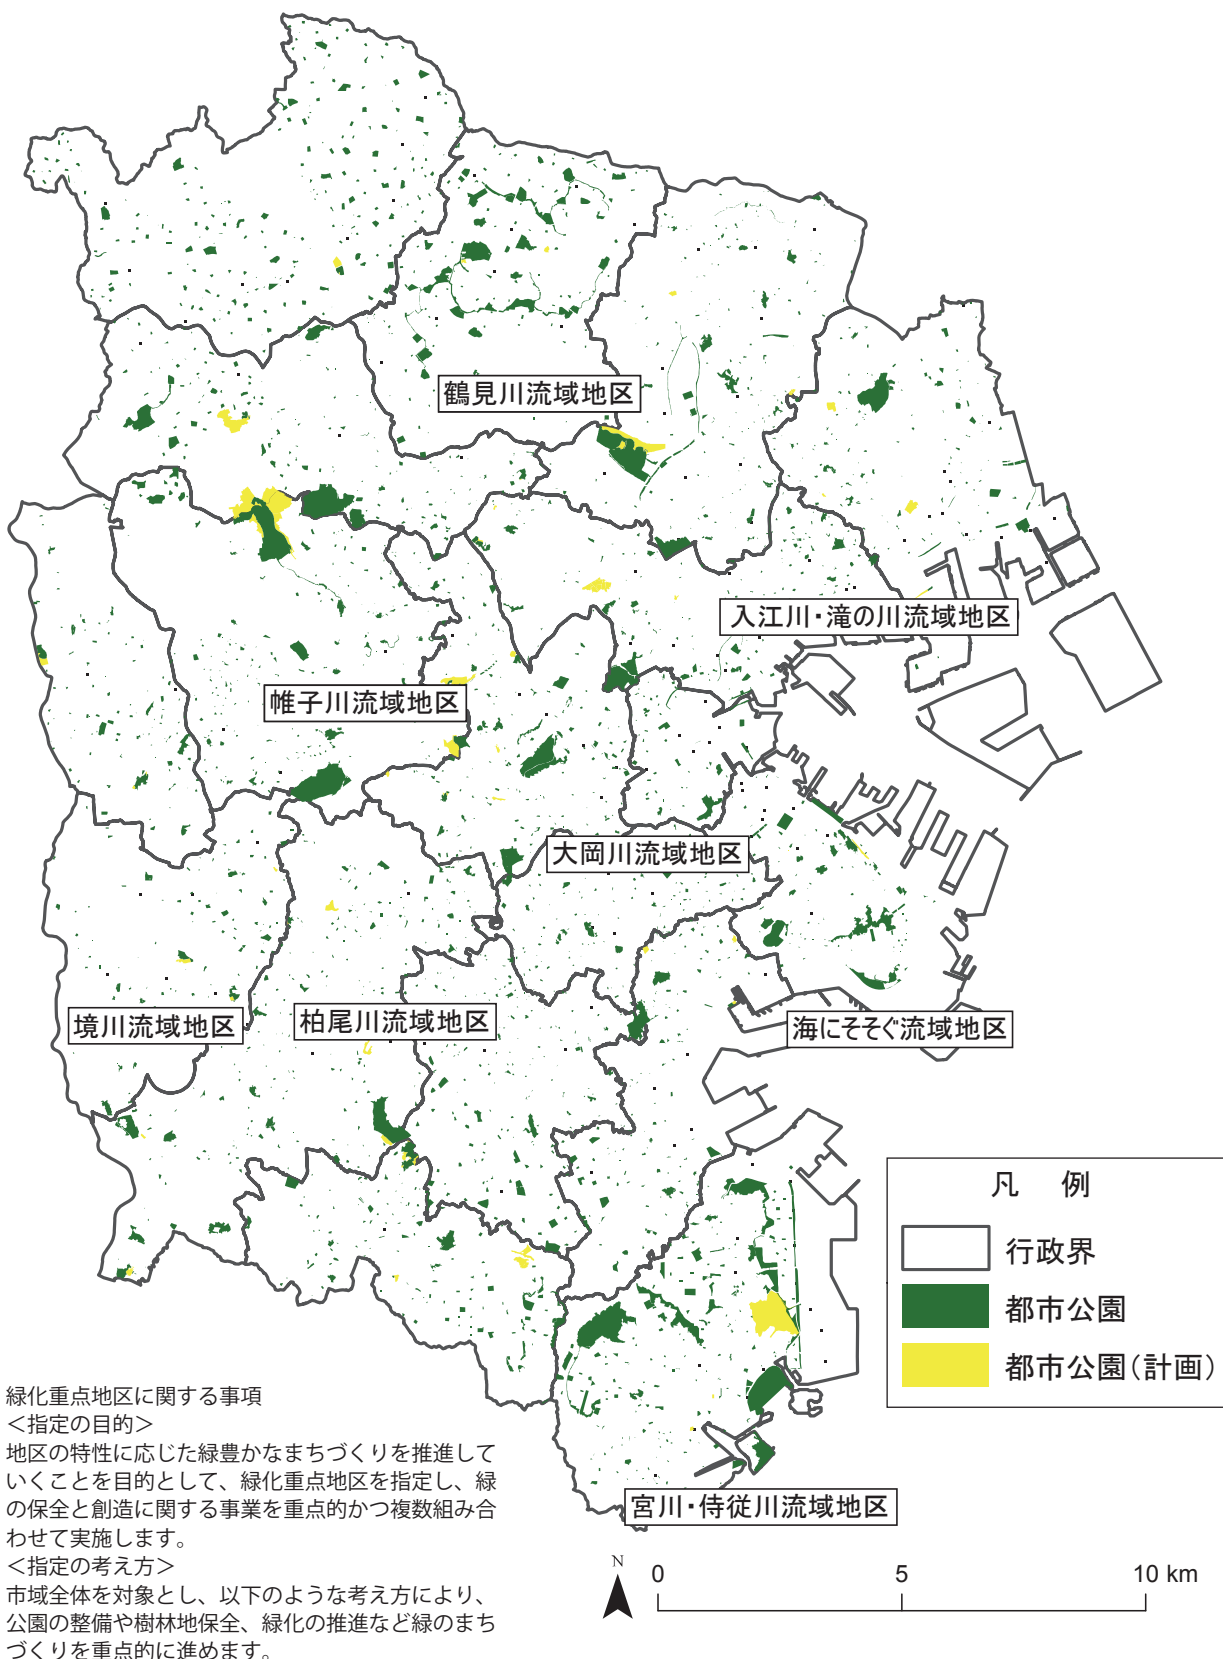 鶴見川流域地区
入江川・滝の川流域地区
帷子川流域地区
大岡川流域地区
境川流域地区
柏尾川流域地区
海にそそぐ流域地区
宮川・侍従川流域地区
凡 例
行政界
都市公園
都市公園(計画)
緑化重点地区に関する事項
<指定の目的>
地区の特性に応じた緑豊かなまちづくりを推進して
いくことを目的として、緑化重点地区を指定し、緑
の保全と創造に関する事業を重点的かつ複数組み合
わせて実施します。
<指定の考え方>
市域全体を対象とし、以下のような考え方により、
公園の整備や樹林地保全、緑化の推進など緑のまち
づくりを重点的に進めます。
N
0 5 10 km